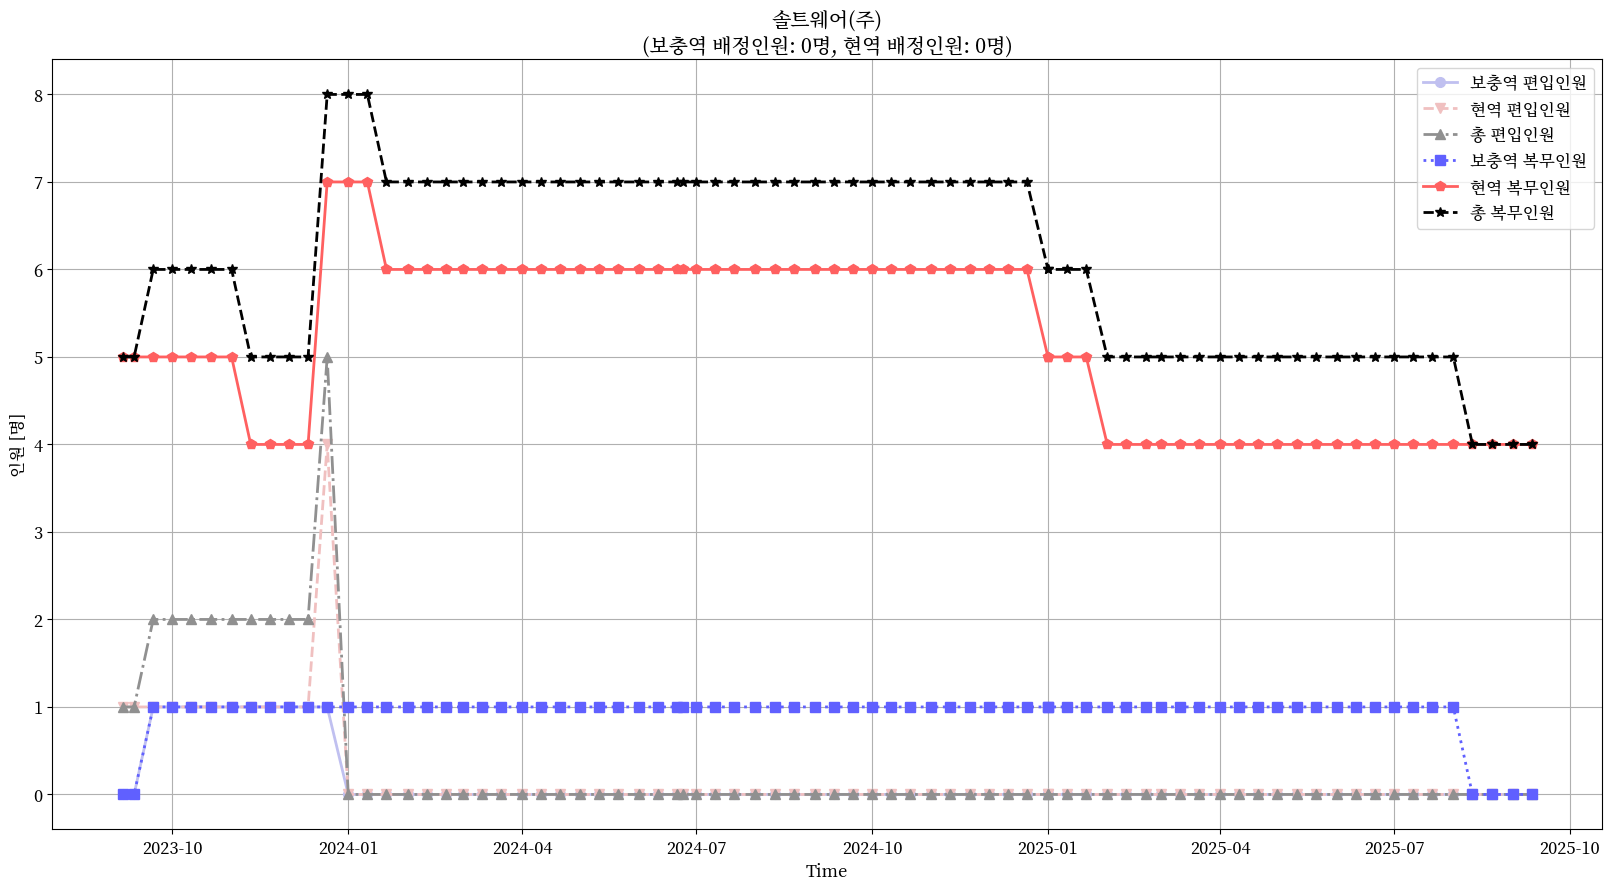 솔트웨어(주)
(보충역 배정인원: 0명, 현역 배정인원: 0명)
보충역 편입인원
현역 편입인원
총 편입인원
보충역 복무인원
현역 복무인원
총 복무인원
인원 [명]
8
7
6
5
4
3
2
1
0
2023-10
2024-01
2024-04
2024-07
2024-10
2025-01
2025-04
2025-07
2025-10
Time